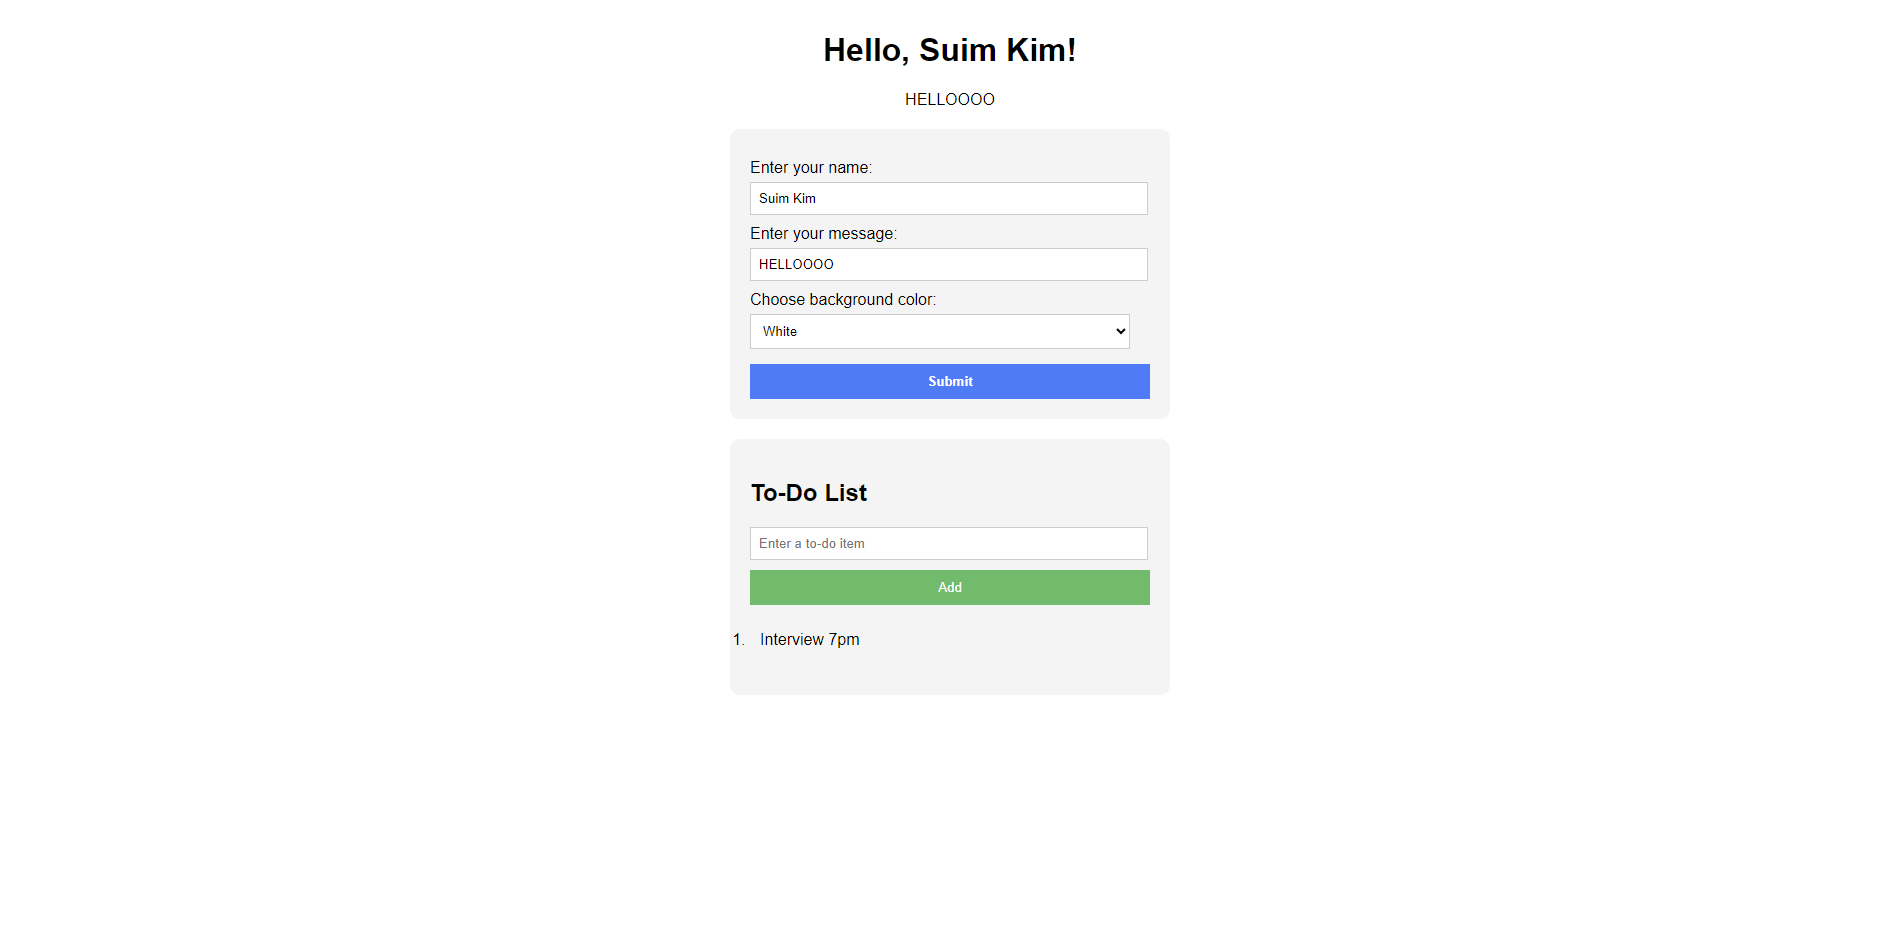 Hello, Suim Kim!
HELLOOOO
Enter your name:
Suim Kim
Enter your message:
HELLOOOO
Choose background color:
White
Submit
To-Do List
Enter a to-do item
Add
1. Interview 7pm